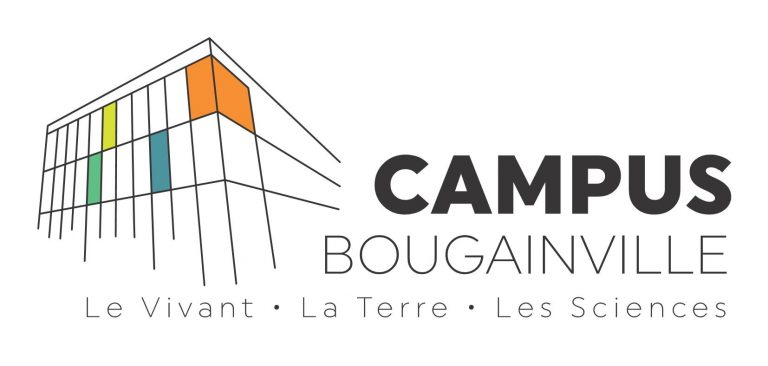 CAMPUS
BOUGAINVILLE
Le Vivant • La Terre • Les Sciences